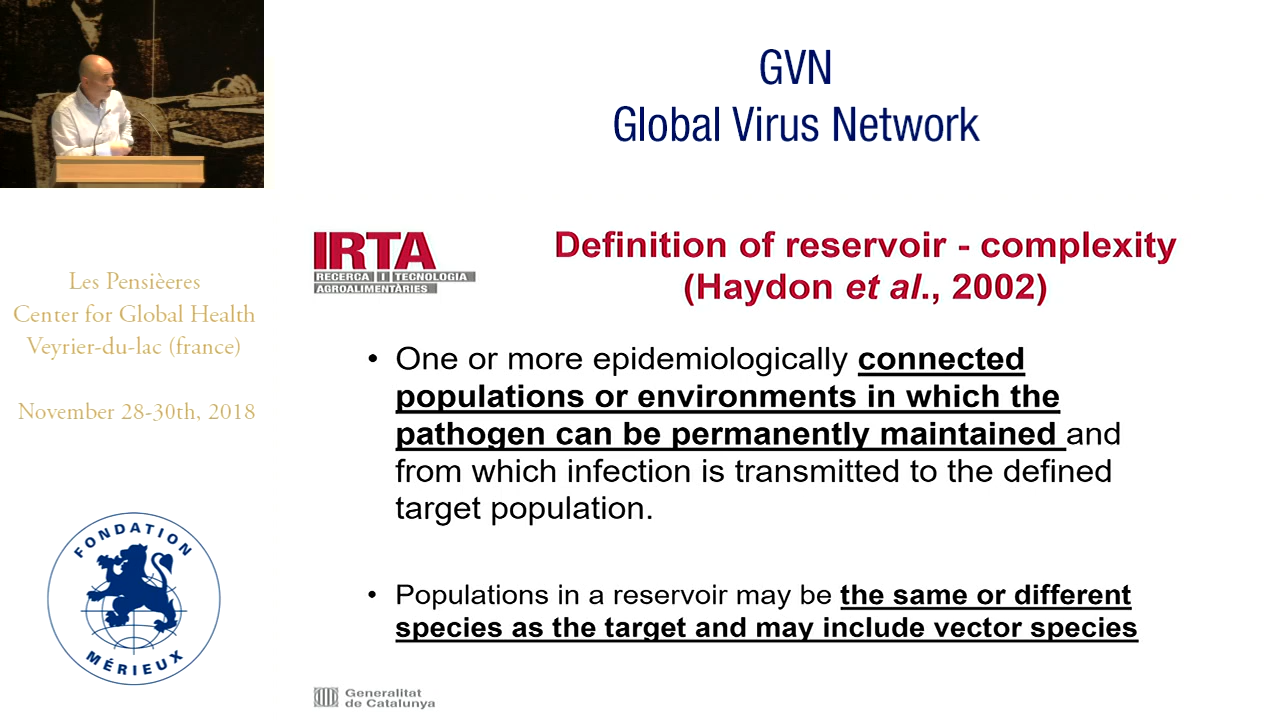 GVN
Global Virus Network
IRTA
RECERCA I TECNOLOGIA
AGROALIMENTÀRIES
Definition of reservoir - complexity
(Haydon et al., 2002)
Les Pensièeres
Center for Global Health
Veyrier-du-lac (france)
November 28-30th, 2018
• One or more epidemiologically connected
populations or environments in which the
pathogen can be permanently maintained and
from which infection is transmitted to the defined
target population.
• Populations in a reservoir may be the same or different
species as the target and may include vector species
FONDATION
MÉRIEUX
Generalitat
de Catalunya